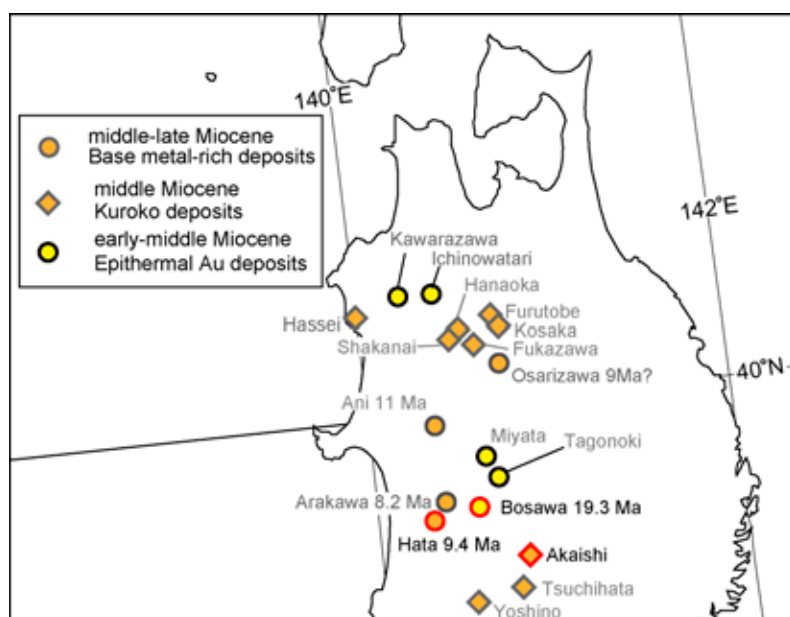 140°E
middle-late Miocene
Base metal-rich deposits
middle Miocene
Kuroko deposits
early-middle Miocene
Epithermal Au deposits
142°E
Kawarazawa
Ichinowatari
Hanaoka
Furutobe
Hassei
Kosaka
Shakanai
Fukazawa
40°N
Osarizawa 9Ma?
Ani 11 Ma
Miyata
Tagonoki
Arakawa 8.2 Ma
Bosawa 19.3 Ma
Hata 9.4 Ma
Akaishi
Tsuchihata
Yoshino